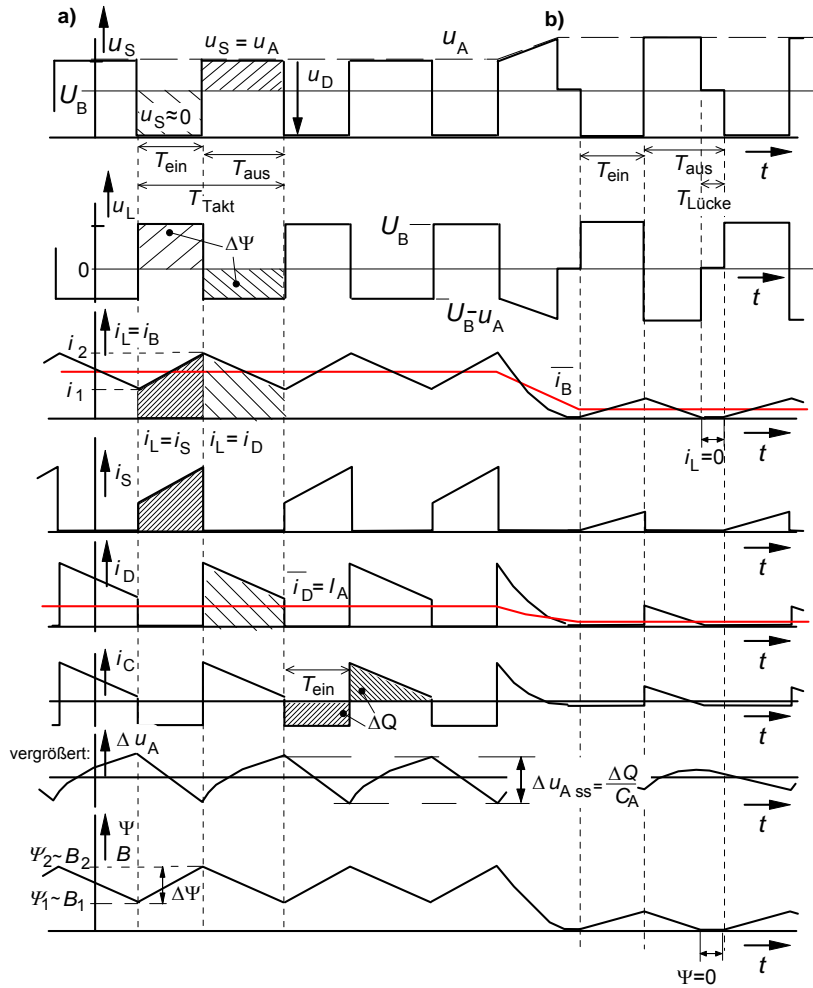 a)
b)
u_S
u_S = u_A
u_A
u_D
U_B
u_S≈0
T_ein
T_aus
T_Takt
t
T_ein
T_aus
T_Lücke
u_L
ΔΨ
U_B
0
U_B−u_A
t
i_L=i_B
i_2
i_1
i_B
i_L=i_S
i_L=i_D
i_L=0
t
i_S
t
i_D
i_D=I_A
t
i_C
T_ein
ΔQ
t
vergrößert:
Δu_A
Δu_A ss=ΔQ/C_A
t
Ψ
B
Ψ_2~B_2
Ψ_1~B_1
ΔΨ
t
Ψ=0